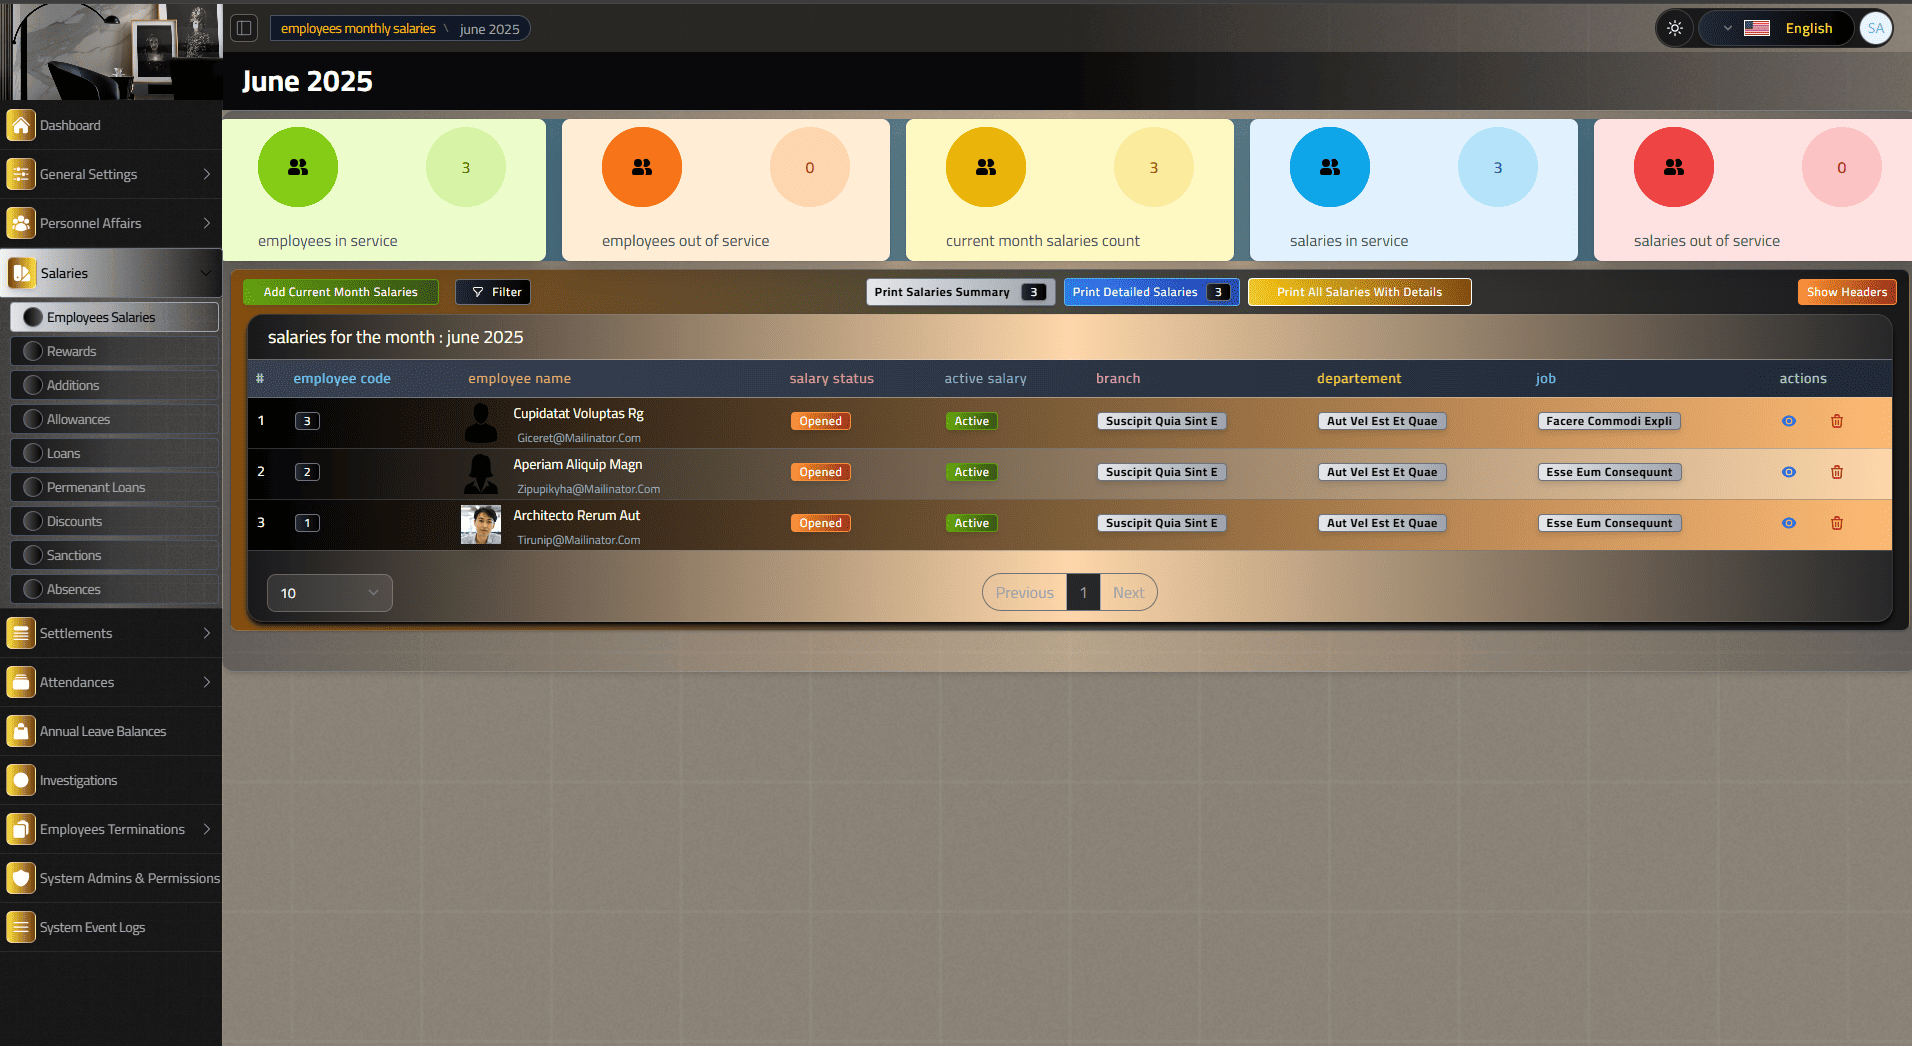 employees monthly salaries \ june 2025
English
SA
June 2025
Dashboard
General Settings
Personnel Affairs
Salaries
Employees Salaries
Rewards
Additions
Allowances
Loans
Permenant Loans
Discounts
Sanctions
Absences
Settlements
Attendances
Annual Leave Balances
Investigations
Employees Terminations
System Admins & Permissions
System Event Logs
3
employees in service
0
employees out of service
3
current month salaries count
3
salaries in service
0
salaries out of service
Add Current Month Salaries
Filter
Print Salaries Summary 3
Print Detailed Salaries 3
Print All Salaries With Details
Show Headers
salaries for the month : june 2025
# employee code employee name salary status active salary branch departement job actions
1 3 Cupidatat Voluptas Rg Opened Active Suscipit Quia Sint E Aut Vel Est Et Quae Facere Commodi Expli
Giceret@Mailinator.Com
2 2 Aperiam Aliquip Magn Opened Active Suscipit Quia Sint E Aut Vel Est Et Quae Esse Eum Consequunt
Zipupikyha@Mailinator.Com
3 1 Architecto Rerum Aut Opened Active Suscipit Quia Sint E Aut Vel Est Et Quae Esse Eum Consequunt
Tirunip@Mailinator.Com
10
Previous 1 Next